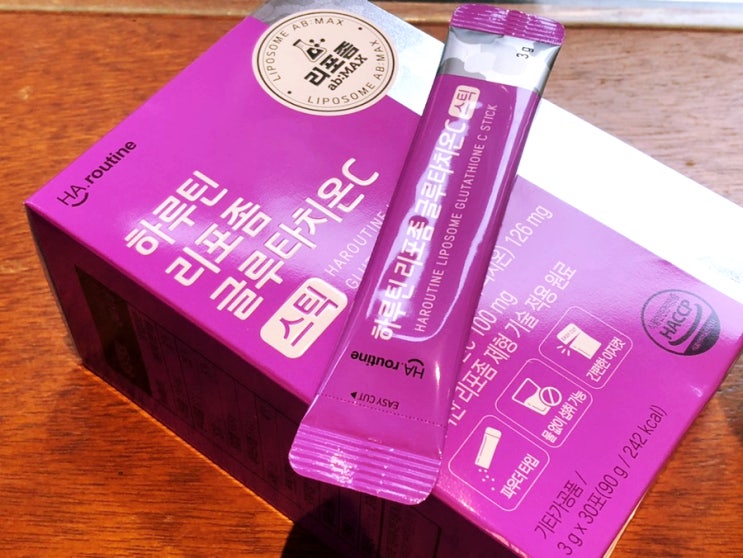 LIPOSOME AB:MAX
리포좀
ab:MAX
LIPOSOME AB:MAX
HA.routine
하루틴
리포좀
글루타치온C
스틱
HAROUTINE
3 g
하루틴 리포좀 글루타치온C 스틱
HAROUTINE LIPOSOME GLUTATHIONE C STICK
HA.routine
EASY CUT
126 mg
100 mg
리포좀 제형 기술 적용 원료
HACCP
파우더 타입
물 없이 섭취 가능
간편한 이지컷
기타가공품 /
3 g x 30포(90 g / 242 kcal)